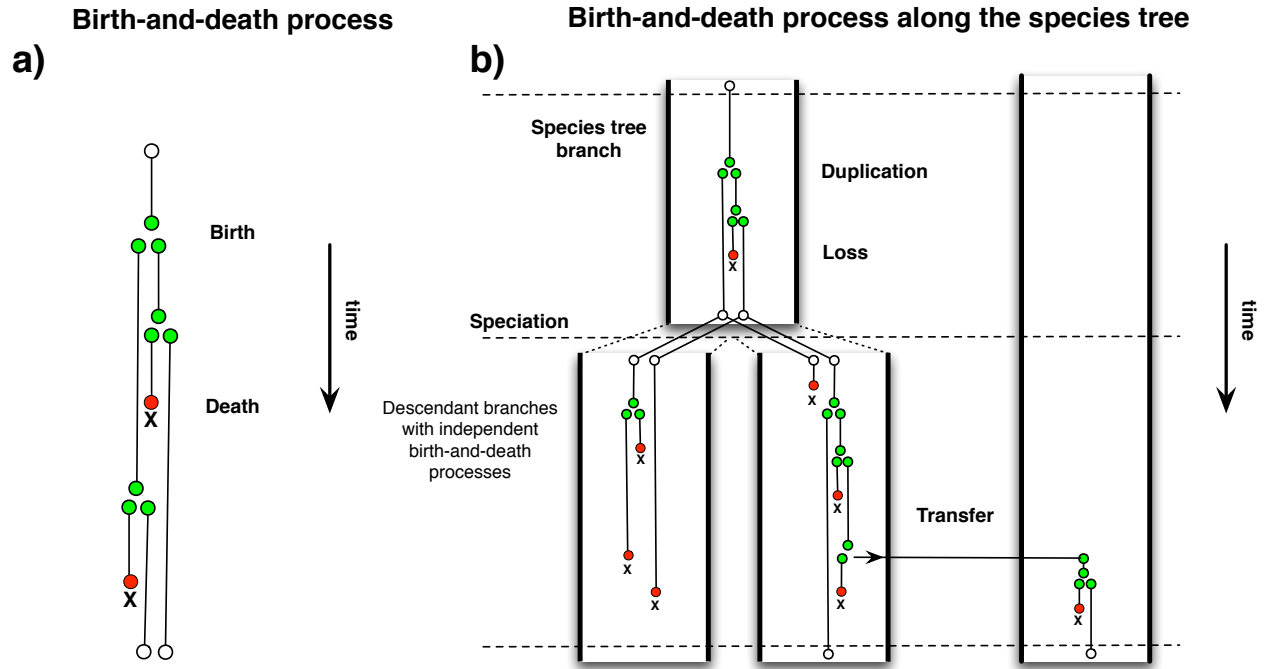 Birth-and-death process
Birth-and-death process along the species tree
a)
Birth
Death
X
X
time
b)
Species tree
branch
Duplication
Loss
x
Speciation
Descendant branches
with independent
birth-and-death
processes
x
x
x
x
x
x
Transfer
x
time